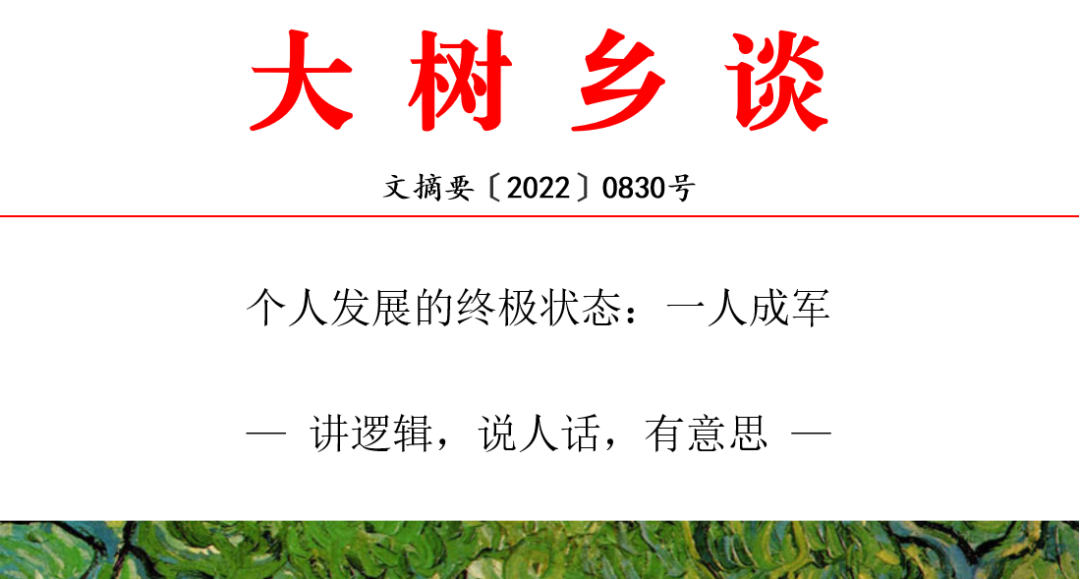 大树乡谈
文摘要〔2022〕0830号
个人发展的终极状态：一人成军
— 讲逻辑，说人话，有意思 —